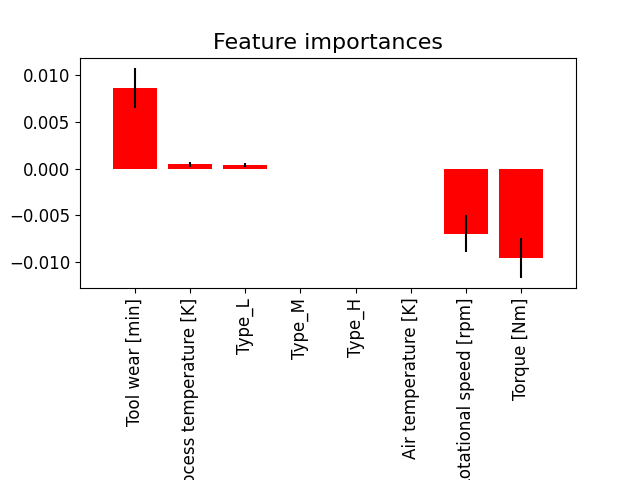 Feature importances
0.010
0.005
0.000
−0.005
−0.010
Tool wear [min]
ocess temperature [K]
Type_L
Type_M
Type_H
Air temperature [K]
otational speed [rpm]
Torque [Nm]